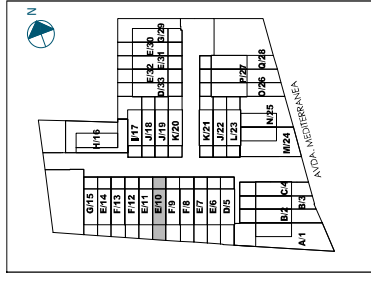 N
G/29
E/30
E/31
E/32
D/33
Q/28
P/27
O/26
N/25
M/24
H/16
I/17
J/18
J/19
K/20
K/21
J/22
L/23
AVDA. MEDITERRANEA
G/15
E/14
F/13
F/12
E/11
E/10
F/9
F/8
E/7
E/6
D/5
C/4
B/3
B/2
A/1